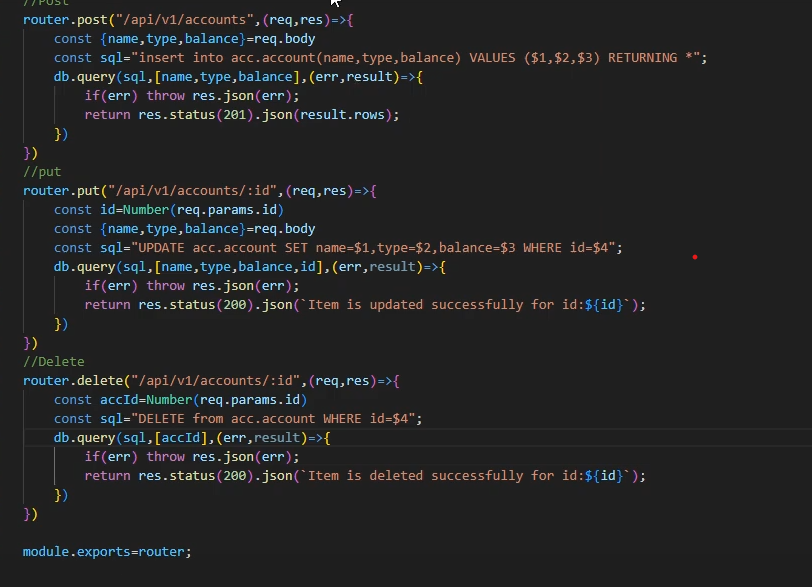 //Post
router.post("/api/v1/accounts",(req,res)=>{
    const {name,type,balance}=req.body
    const sql="insert into acc.account(name,type,balance) VALUES ($1,$2,$3) RETURNING *";
    db.query(sql,[name,type,balance],(err,result)=>{
        if(err) throw res.json(err);
        return res.status(201).json(result.rows);
    })
})
//put
router.put("/api/v1/accounts/:id",(req,res)=>{
    const id=Number(req.params.id)
    const {name,type,balance}=req.body
    const sql="UPDATE acc.account SET name=$1,type=$2,balance=$3 WHERE id=$4";
    db.query(sql,[name,type,balance,id],(err,result)=>{
        if(err) throw res.json(err);
        return res.status(200).json(`Item is updated successfully for id:${id}`);
    })
})
//Delete
router.delete("/api/v1/accounts/:id",(req,res)=>{
    const accId=Number(req.params.id)
    const sql="DELETE from acc.account WHERE id=$4";
    db.query(sql,[accId],(err,result)=>{
        if(err) throw res.json(err);
        return res.status(200).json(`Item is deleted successfully for id:${id}`);
    })
})
module.exports=router;